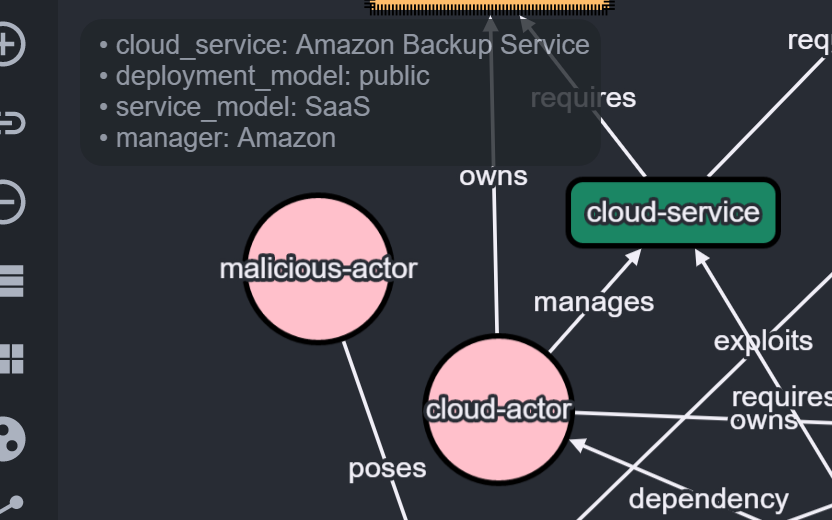 • cloud_service: Amazon Backup Service
• deployment_model: public
• service_model: SaaS
• manager: Amazon
requires
owns
cloud-service
malicious-actor
manages
exploits
requires
owns
cloud-actor
poses
dependency